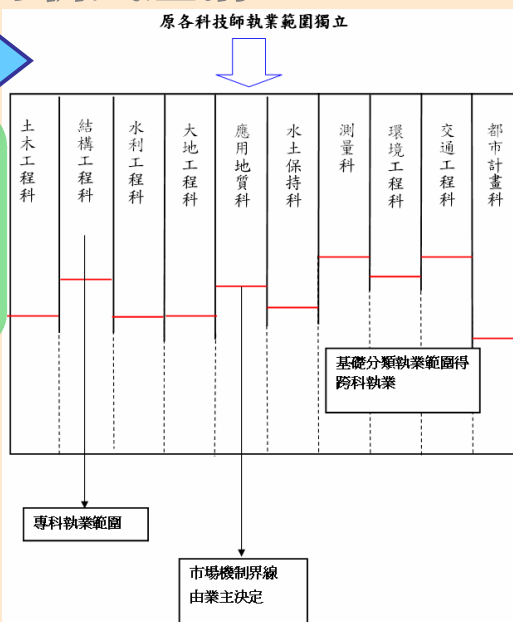 原各科技師執業範圍獨立
土木工程科
結構工程科
水利工程科
大地工程科
應用地質科
水土保持科
測量科
環境工程科
交通工程科
都市計畫科
基礎分類執業範圍得
跨科執業
專科執業範圍
市場機制界線
由業主決定